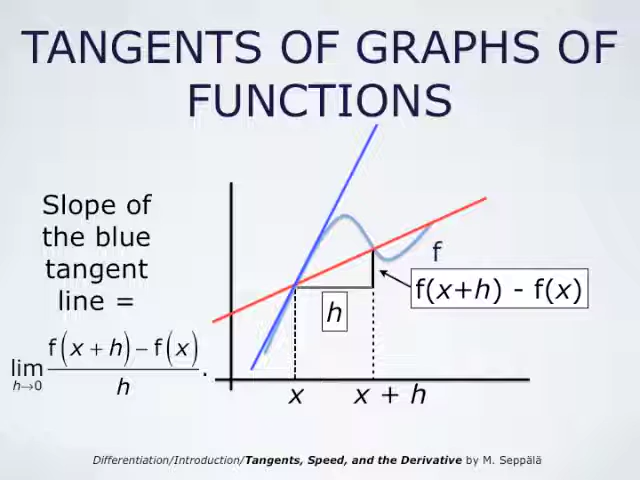 TANGENTS OF GRAPHS OF
FUNCTIONS
Slope of
the blue
tangent
line =
lim h→0 f(x + h) − f(x) / h .
f
f(x+h) - f(x)
h
x
x + h
Differentiation/Introduction/Tangents, Speed, and the Derivative by M. Seppälä